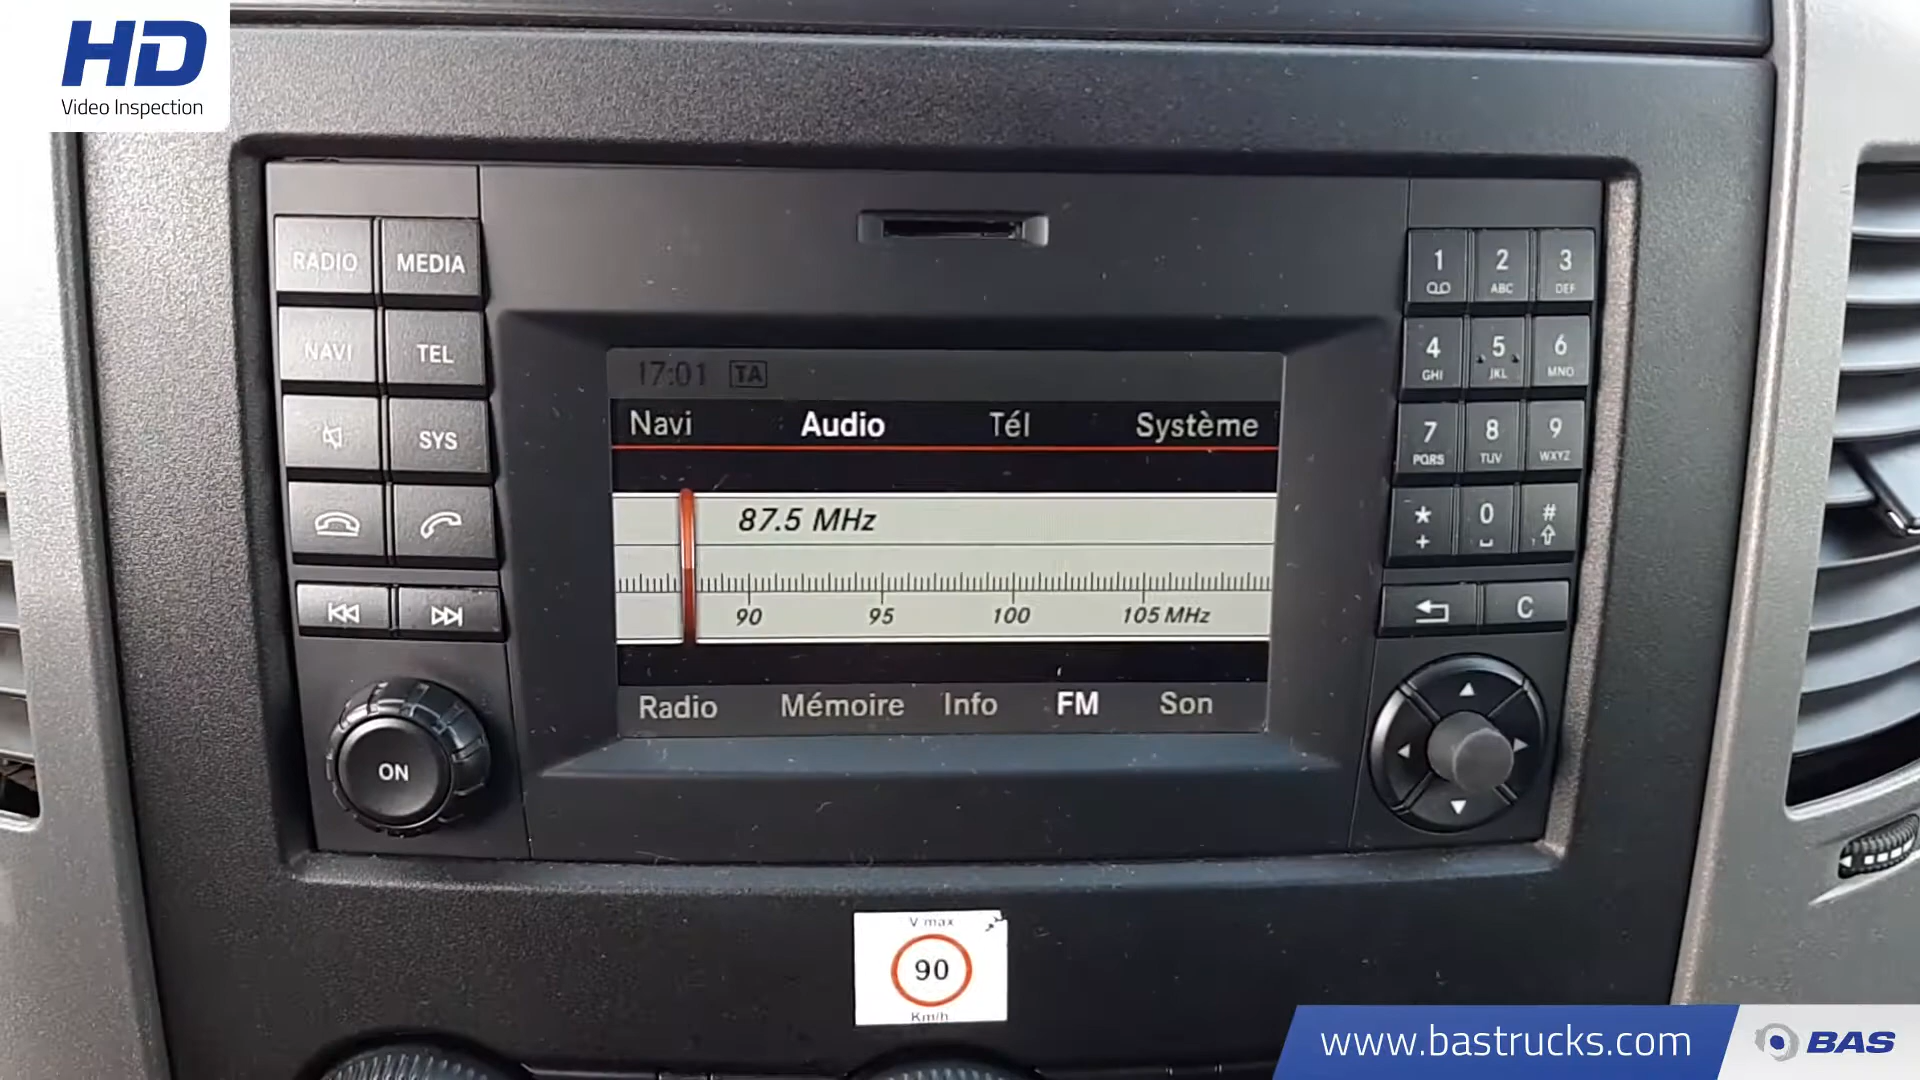 HD
Video Inspection
RADIO MEDIA
NAVI TEL
SYS
ON
17:01 TA
Navi Audio Tél Système
87.5 MHz
90 95 100 105 MHz
Radio Mémoire Info FM Son
1 2 3
ABC DEF
4 5 6
GHI JKL MNO
7 8 9
PQRS TUV WXYZ
* 0 #
+
C
V max
90
Km/h
www.bastrucks.com BAS